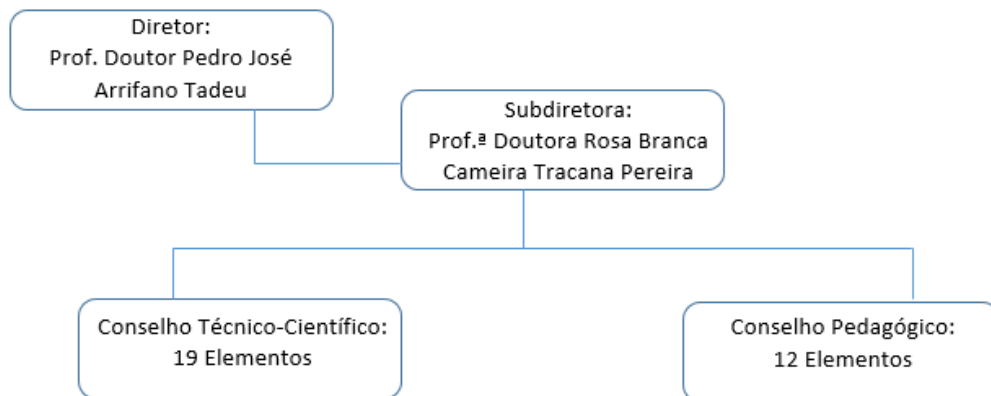 Diretor:
Prof. Doutor Pedro José
Arrifano Tadeu
Subdiretora:
Prof.ª Doutora Rosa Branca
Cameira Tracana Pereira
Conselho Técnico-Científico:
19 Elementos
Conselho Pedagógico:
12 Elementos